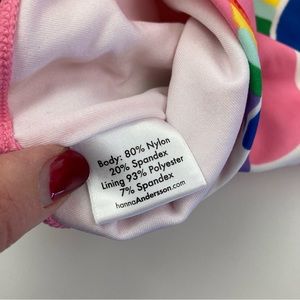 Body: 80% Nylon
20% Spandex
Lining 93% Polyester
7% Spandex
hannaAndersson.com